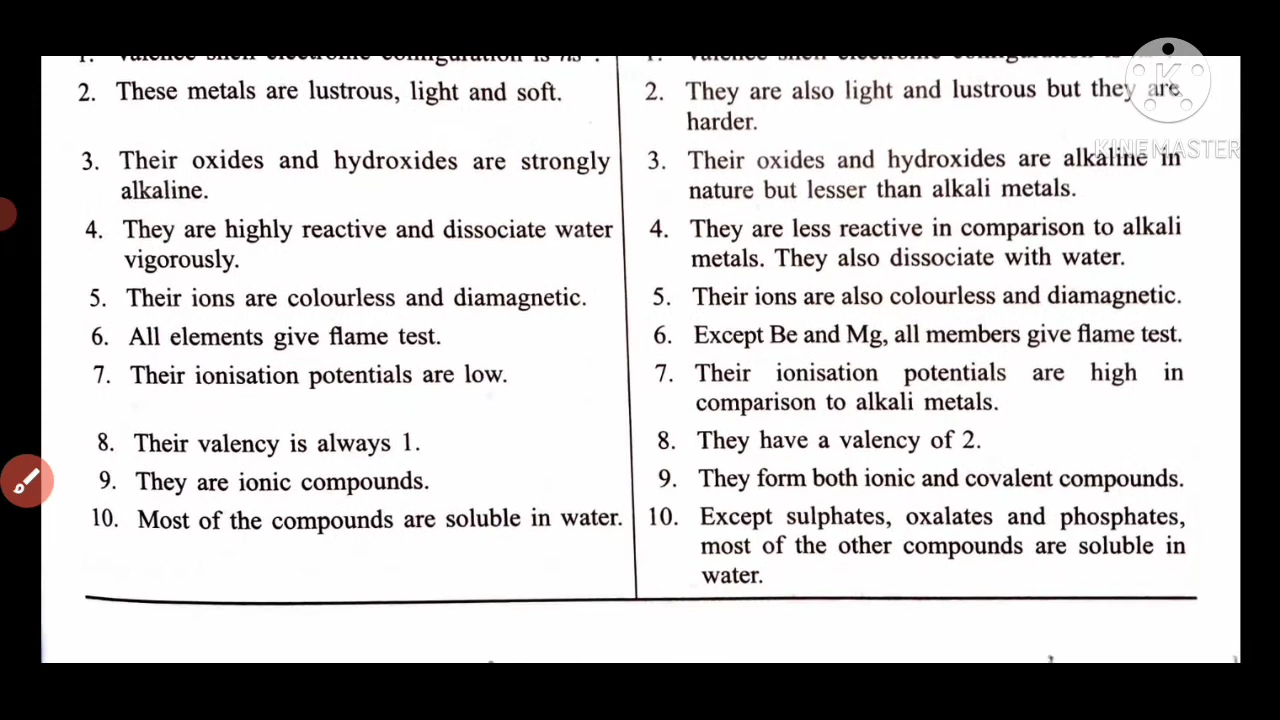 2. These metals are lustrous, light and soft.
3. Their oxides and hydroxides are strongly
alkaline.
4. They are highly reactive and dissociate water
vigorously.
5. Their ions are colourless and diamagnetic.
6. All elements give flame test.
7. Their ionisation potentials are low.
8. Their valency is always 1.
9. They are ionic compounds.
10. Most of the compounds are soluble in water.
2. They are also light and lustrous but they are
harder.
3. Their oxides and hydroxides are alkaline in
nature but lesser than alkali metals.
4. They are less reactive in comparison to alkali
metals. They also dissociate with water.
5. Their ions are also colourless and diamagnetic.
6. Except Be and Mg, all members give flame test.
7. Their ionisation potentials are high in
comparison to alkali metals.
8. They have a valency of 2.
9. They form both ionic and covalent compounds.
10. Except sulphates, oxalates and phosphates,
most of the other compounds are soluble in
water.
K
KINEMASTER